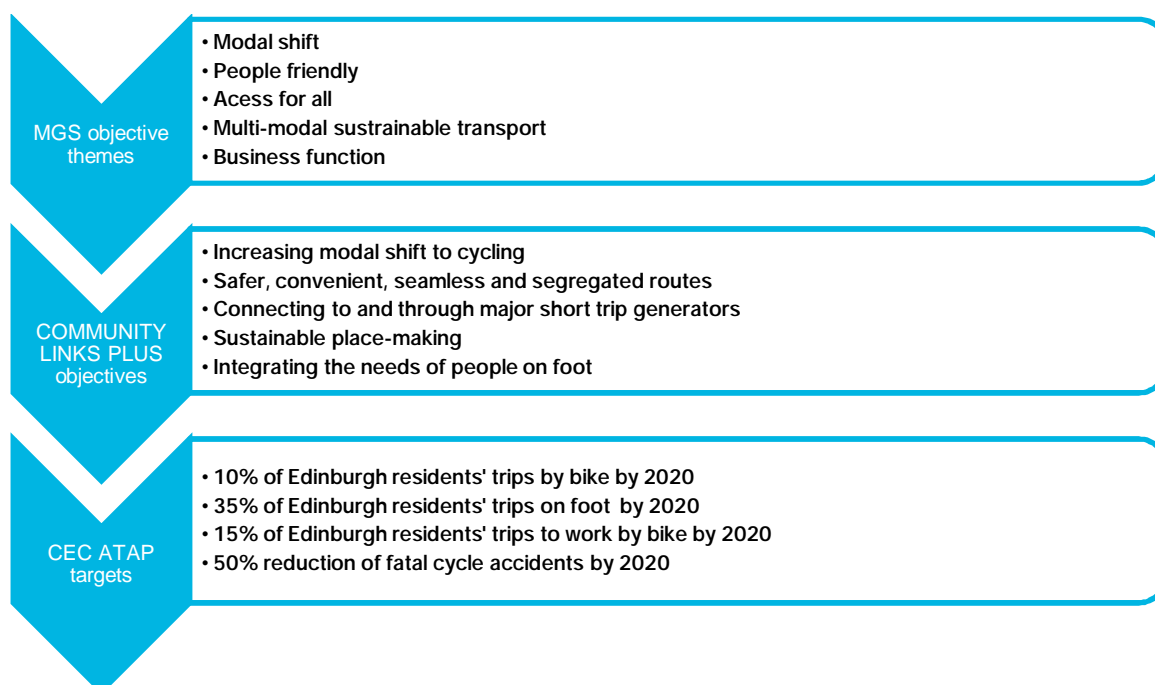 MGS objective
themes
• Modal shift
• People friendly
• Acess for all
• Multi-modal sustrainable transport
• Business function
COMMUNITY
LINKS PLUS
objectives
• Increasing modal shift to cycling
• Safer, convenient, seamless and segregated routes
• Connecting to and through major short trip generators
• Sustainable place-making
• Integrating the needs of people on foot
CEC ATAP
targets
• 10% of Edinburgh residents' trips by bike by 2020
• 35% of Edinburgh residents' trips on foot by 2020
• 15% of Edinburgh residents' trips to work by bike by 2020
• 50% reduction of fatal cycle accidents by 2020